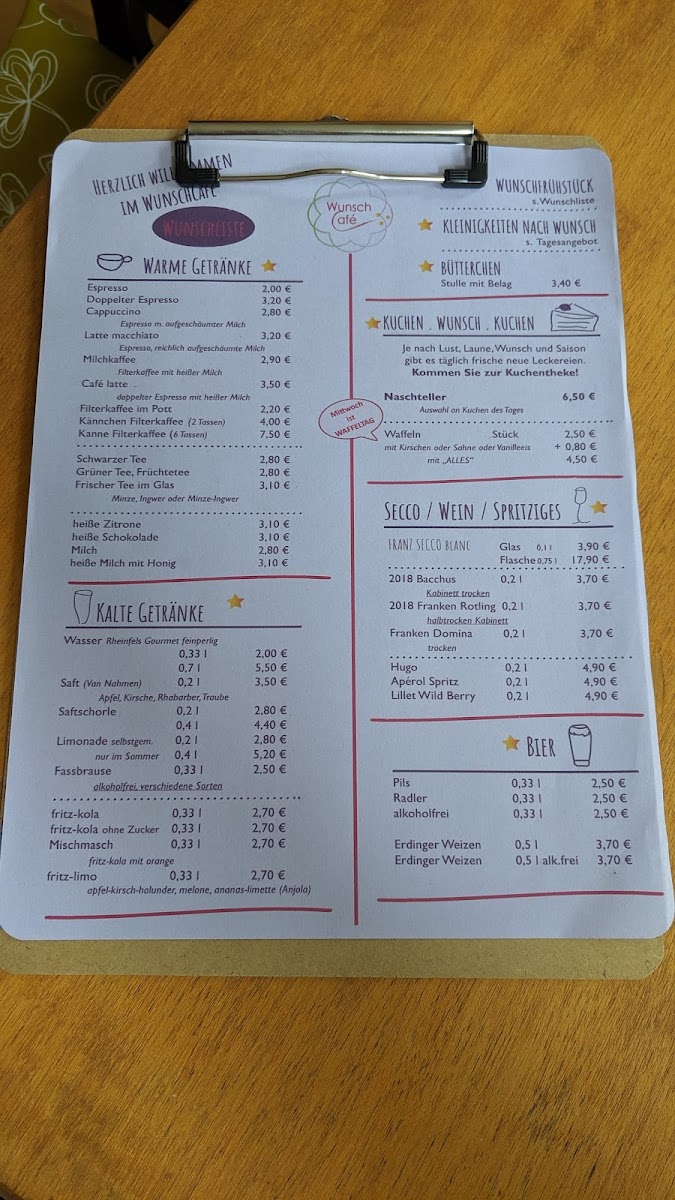 HERZLICH WILLKOMMEN
IM WUNSCHCAFÉ
WUNSCHLISTE
WARME GETRÄNKE
Espresso 2,00 €
Doppelter Espresso 3,20 €
Cappuccino 2,80 €
Espresso m. aufgeschäumter Milch
Latte macchiato 3,20 €
Espresso, reichlich aufgeschäumte Milch
Milchkaffee 2,90 €
Filterkaffee mit heißer Milch
Café latte 3,50 €
doppelter Espresso mit heißer Milch
Filterkaffee im Pott 2,20 €
Kännchen Filterkaffee (2 Tassen) 4,00 €
Kanne Filterkaffee (6 Tassen) 7,50 €
Schwarzer Tee 2,80 €
Grüner Tee, Früchtetee 2,80 €
Frischer Tee im Glas 3,10 €
Minze, Ingwer oder Minze-Ingwer
heiße Zitrone 3,10 €
heiße Schokolade 3,10 €
Milch 2,80 €
heiße Milch mit Honig 3,10 €
KALTE GETRÄNKE
Wasser Rheinfels Gourmet feinperlig
0,33 l 2,00 €
0,7 l 5,50 €
Saft (Van Nahmen) 0,2 l 3,50 €
Apfel, Kirsche, Rhabarber, Traube
Saftschorle 0,2 l 2,80 €
0,4 l 4,40 €
Limonade selbstgem. 0,2 l 2,80 €
nur im Sommer 0,4 l 5,20 €
Fassbrause 0,33 l 2,50 €
alkoholfrei, verschiedene Sorten
fritz-kola 0,33 l 2,70 €
fritz-kola ohne Zucker 0,33 l 2,70 €
Mischmasch 0,33 l 2,70 €
fritz-kola mit orange
fritz-limo 0,33 l 2,70 €
apfel-kirsch-holunder, melone, ananas-limette (Anjola)
Wunsch
Café
Mittwoch
ist
WAFFELTAG
WUNSCHFRÜHSTÜCK
s. Wunschliste
KLEINIGKEITEN NACH WUNSCH
s. Tagesangebot
BÜTTERCHEN
Stulle mit Belag 3,40 €
KUCHEN . WUNSCH . KUCHEN
Je nach Lust, Laune, Wunsch und Saison
gibt es täglich frische neue Leckereien.
Kommen Sie zur Kuchentheke!
Naschteller 6,50 €
Auswahl an Kuchen des Tages
Waffeln Stück 2,50 €
mit Kirschen oder Sahne oder Vanilleeis + 0,80 €
mit „ALLES" 4,50 €
SECCO / WEIN / SPRITZIGES
FRANZ SECCO BLANC Glas 0,1 l 3,90 €
Flasche 0,75 l 17,90 €
2018 Bacchus 0,2 l 3,70 €
Kabinett trocken
2018 Franken Rotling 0,2 l 3,70 €
halbtrocken Kabinett
Franken Domina 0,2 l 3,70 €
trocken
Hugo 0,2 l 4,90 €
Apérol Spritz 0,2 l 4,90 €
Lillet Wild Berry 0,2 l 4,90 €
BIER
Pils 0,33 l 2,50 €
Radler 0,33 l 2,50 €
alkoholfrei 0,33 l 2,50 €
Erdinger Weizen 0,5 l 3,70 €
Erdinger Weizen 0,5 l alk.frei 3,70 €